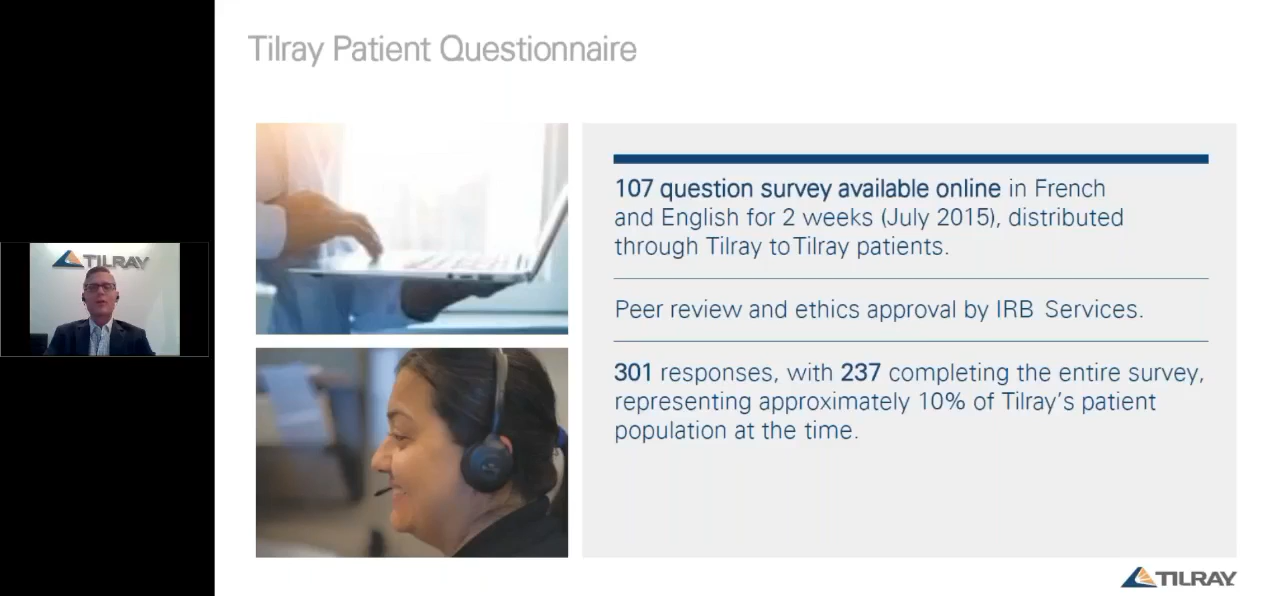 Tilray Patient Questionnaire
TILRAY
107 question survey available online in French
and English for 2 weeks (July 2015), distributed
through Tilray to Tilray patients.
Peer review and ethics approval by IRB Services.
301 responses, with 237 completing the entire survey,
representing approximately 10% of Tilray's patient
population at the time.
TILRAY